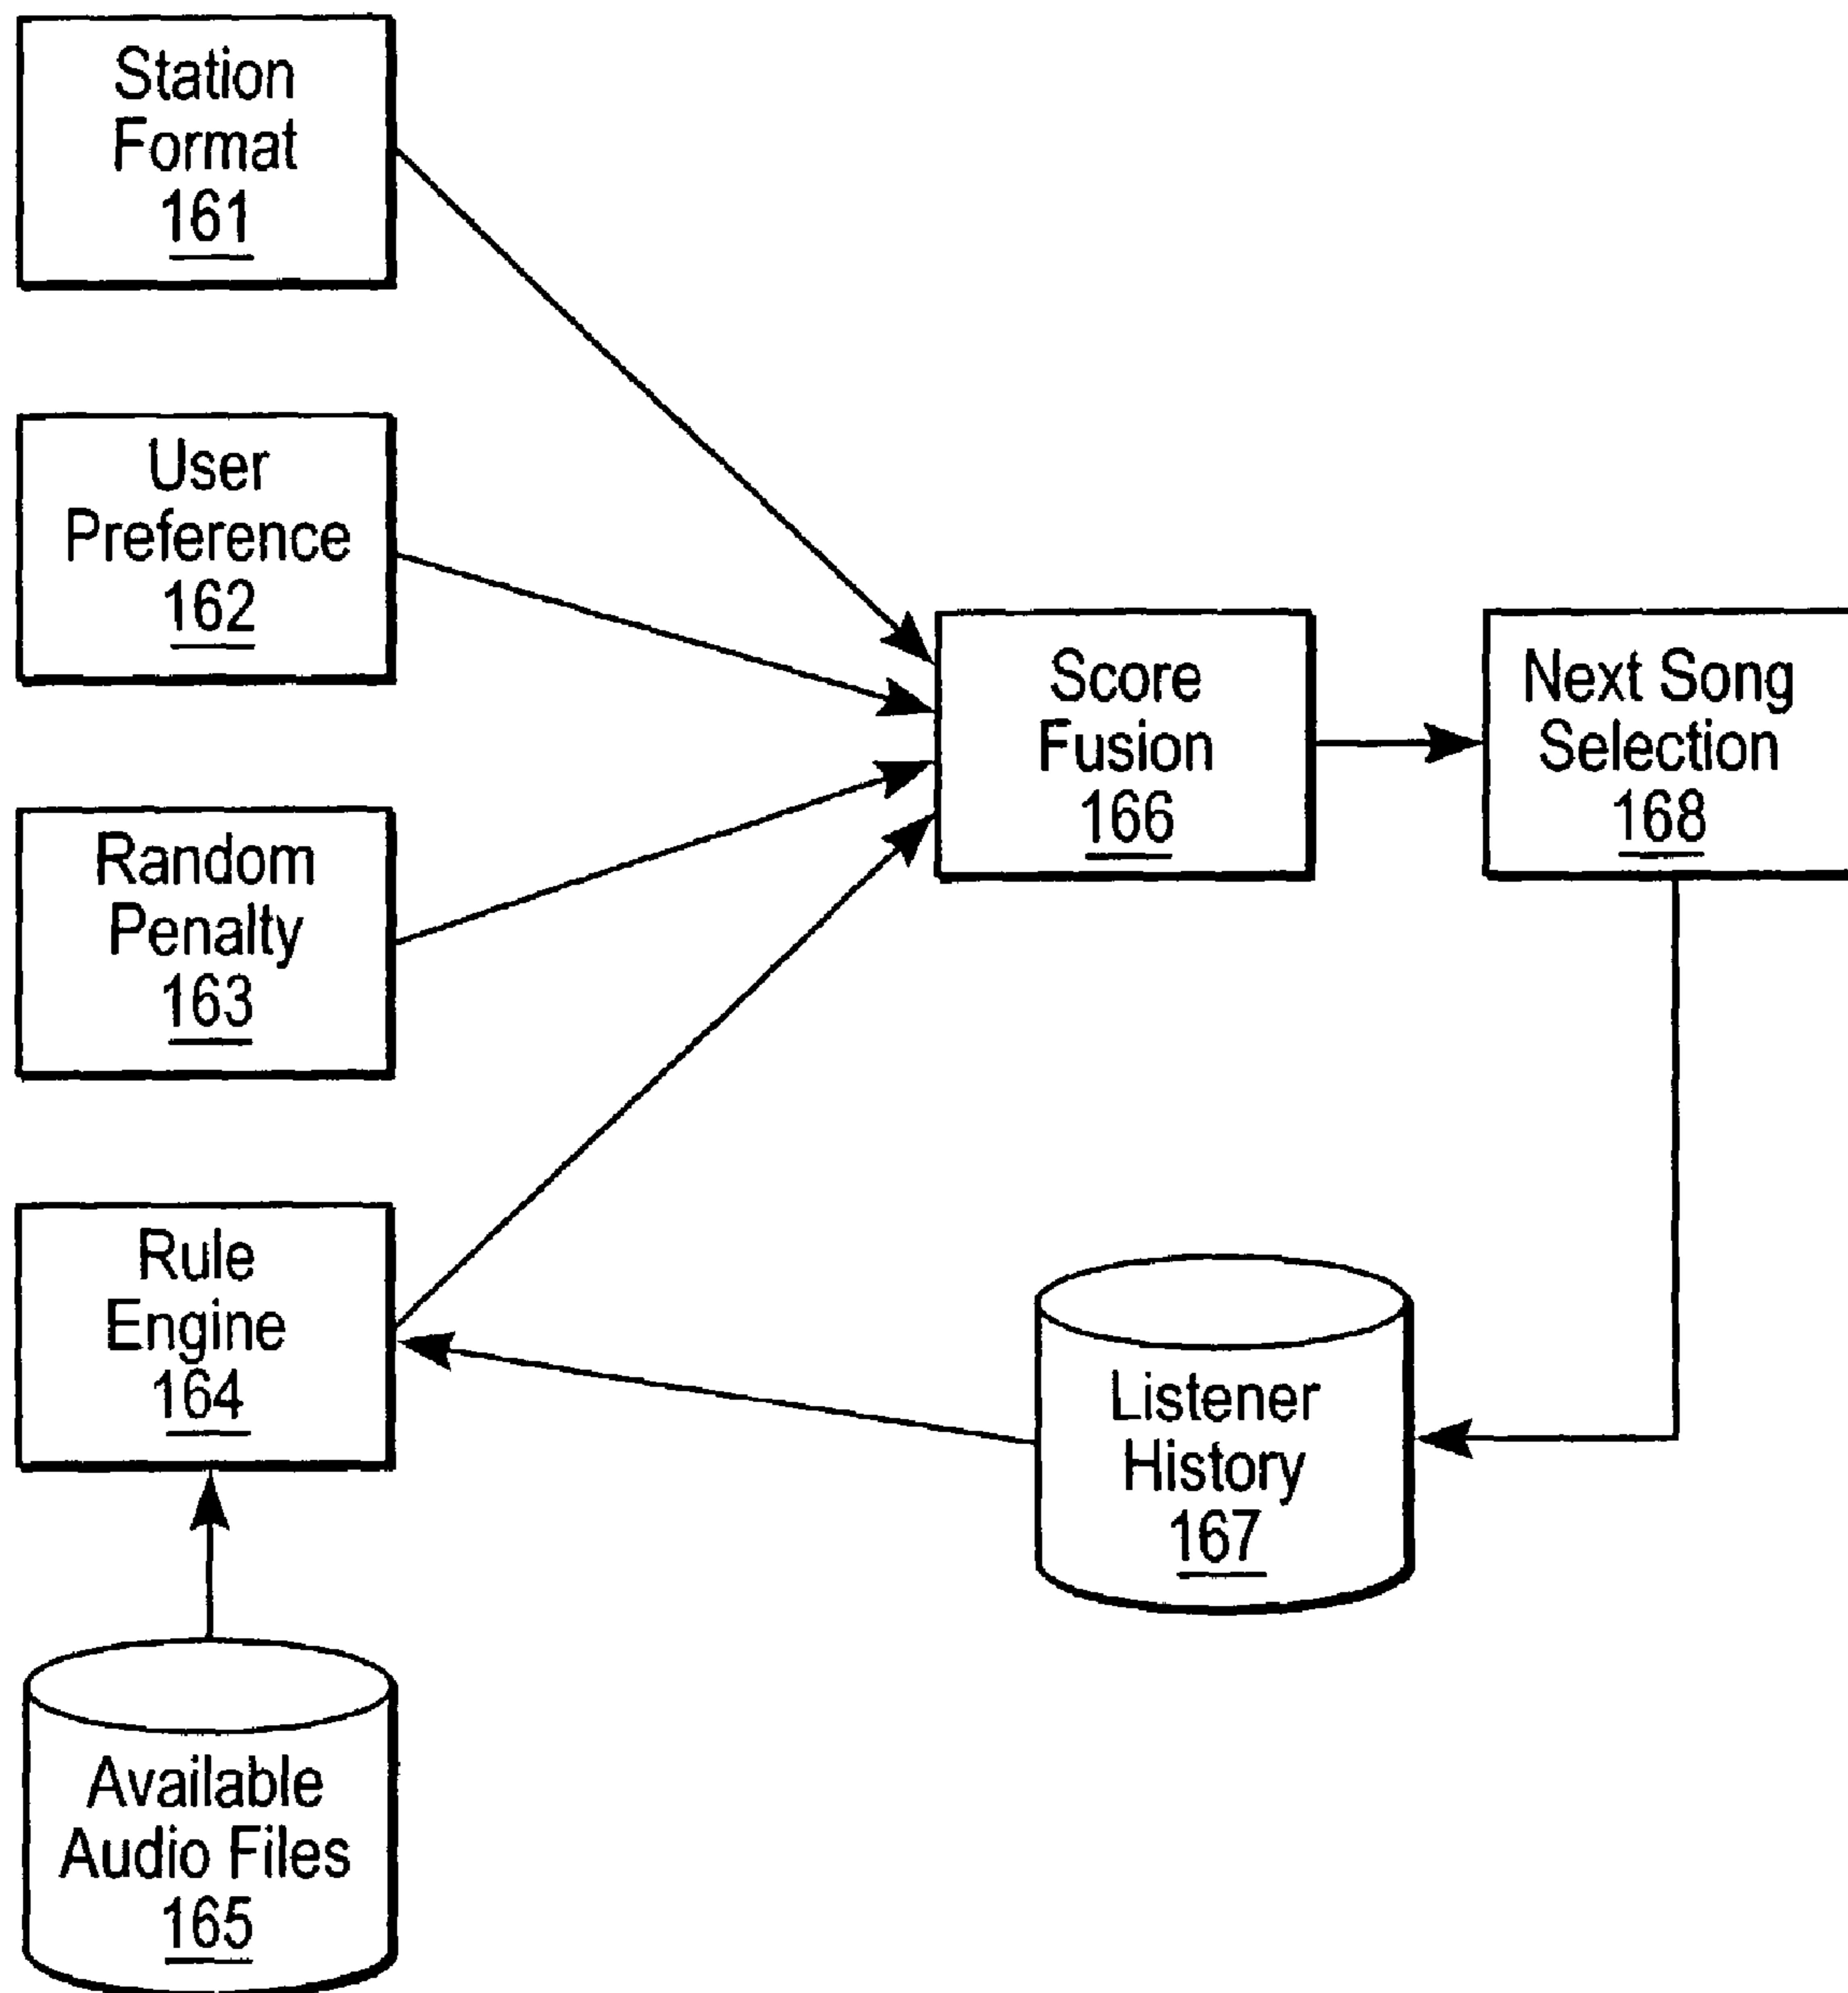 Station
Format
161
User
Preference
162
Random
Penalty
163
Rule
Engine
164
Available
Audio Files
165
Score
Fusion
166
Next Song
Selection
168
Listener
History
167